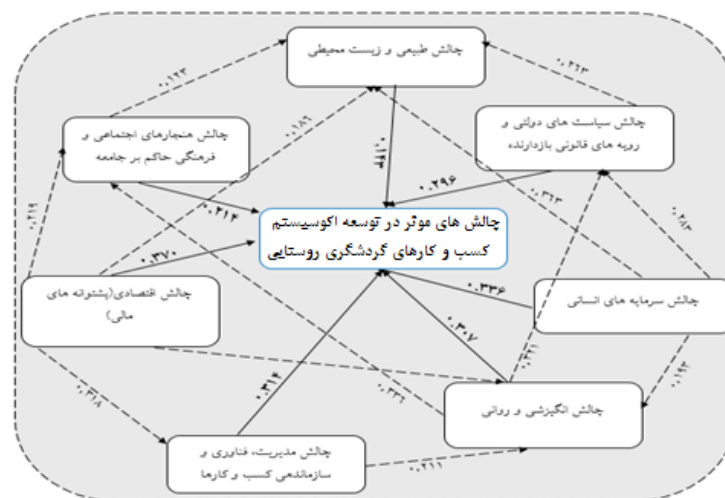 چالش طبیعی و زیست محیطی
۰.۱۲۳
۰.۲۶۳
۰.۱۸۶
چالش هنجارهای اجتماعی و
فرهنگی حاکم بر جامعه
چالش سیاست های دولتی و
رویه های قانونی بازدارنده
۰.۱۴۳
۰.۲۹۶
۰.۳۶۳
۰.۲۱۹
۰.۲۱۴
۰.۲۸۳
چالش های موثر در توسعه اکوسیستم
کسب و کارهای گردشگری روستایی
۰.۳۷۰
۰.۳۳۶
چالش اقتصادی(پشتوانه های
مالی)
چالش سرمایه های انسانی
۰.۳۰۷
۰.۳۱۴
۰.۱۹۲
۰.۳۱۸
چالش انگیزشی و روانی
چالش مدیریت، فناوری و
سازماندهی کسب و کارها
۰.۲۱۱